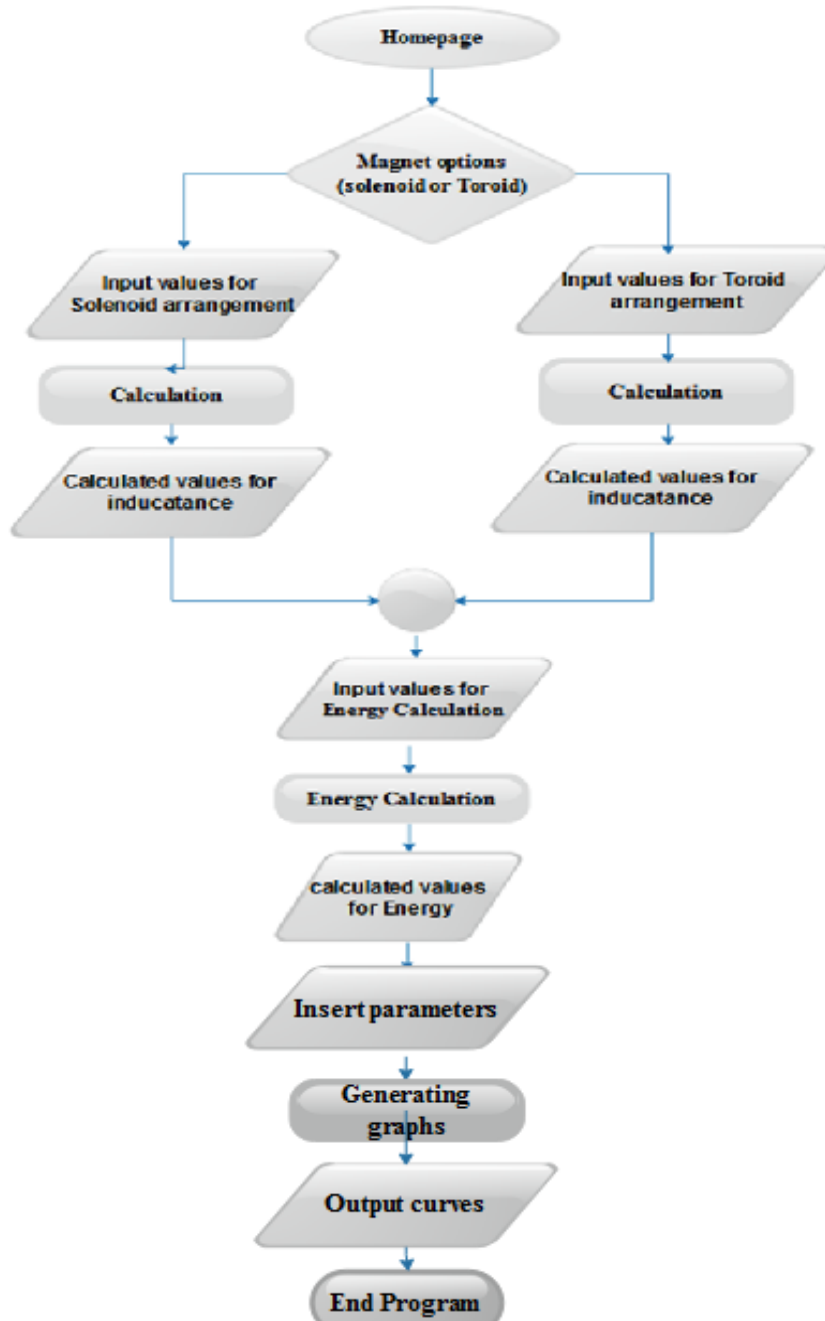 Homepage
Magnet options
(solenoid or Toroid)
Input values for
Solenoid arrangement
Input values for Toroid
arrangement
Calculation
Calculation
Calculated values for
inducatance
Calculated values for
inducatance
Input values for
Energy Calculation
Energy Calculation
calculated values
for Energy
Insert parameters
Generating
graphs
Output curves
End Program